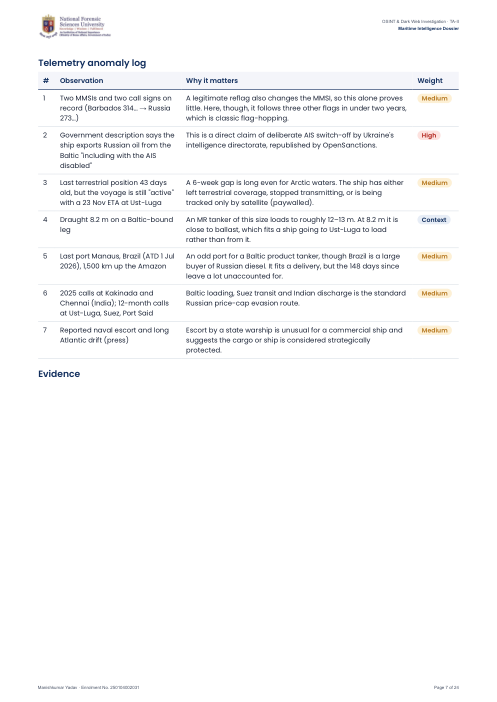 National Forensic
Sciences University
OSINT & Dark Web Investigation · TA-II
Maritime Intelligence Dossier
Telemetry anomaly log
# Observation Why it matters Weight
1 Two MMSIs and two call signs on A legitimate reflag also changes the MMSI, so this alone proves Medium
record (Barbados 314… → Russia little. Here, though, it follows three other flags in under two years,
273…) which is classic flag-hopping.
2 Government description says the This is a direct claim of deliberate AIS switch-off by Ukraine's High
ship exports Russian oil from the intelligence directorate, republished by OpenSanctions.
Baltic "including with the AIS
disabled"
3 Last terrestrial position 43 days A 6-week gap is long even for Arctic waters. The ship has either Medium
old, but the voyage is still "active" left terrestrial coverage, stopped transmitting, or is being
with a 23 Nov ETA at Ust-Luga tracked only by satellite (paywalled).
4 Draught 8.2 m on a Baltic-bound An MR tanker of this size loads to roughly 12–13 m. At 8.2 m it is Context
leg close to ballast, which fits a ship going to Ust-Luga to load
rather than from it.
5 Last port Manaus, Brazil (ATD 1 Jul An odd port for a Baltic product tanker, though Brazil is a large Medium
2026), 1,500 km up the Amazon buyer of Russian diesel. It fits a delivery, but the 148 days since
leave a lot unaccounted for.
6 2025 calls at Kakinada and Baltic loading, Suez transit and Indian discharge is the standard Medium
Chennai (India); 12-month calls Russian price-cap evasion route.
at Ust-Luga, Suez, Port Said
7 Reported naval escort and long Escort by a state warship is unusual for a commercial ship and Medium
Atlantic drift (press) suggests the cargo or ship is considered strategically
protected.
Evidence
Page 7 of 24